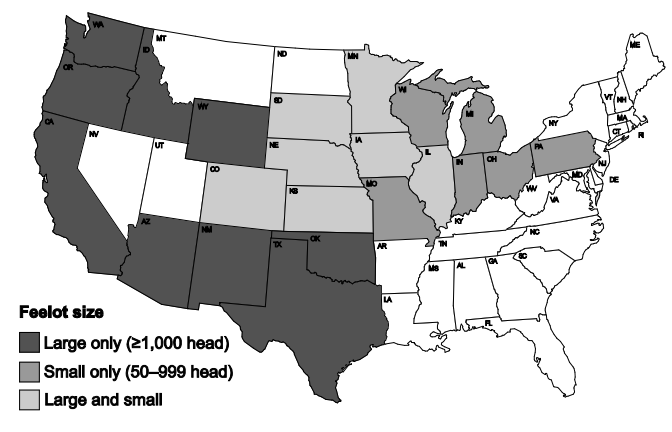 WA
MT
ND
MN
ME
ID
OR
WI
VT
NH
WY
SD
MI
MA
NY
CT
RI
CA
NV
UT
NE
IA
IL
IN
OH
PA
NJ
CO
MD
DE
KS
MO
WV
VA
KY
AZ
NM
OK
TX
AR
TN
NC
SC
MS
AL
GA
LA
FL
Feelot size
Large only (≥1,000 head)
Small only (50–999 head)
Large and small